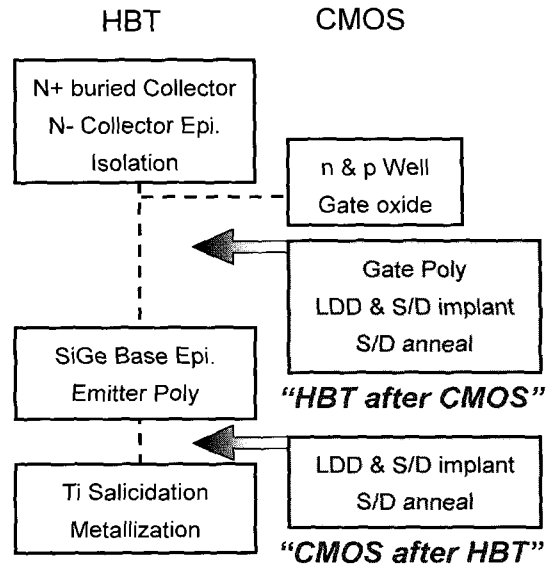 HBT CMOS
N+ buried Collector
N- Collector Epi.
Isolation
n & p Well
Gate oxide
Gate Poly
LDD & S/D implant
S/D anneal
SiGe Base Epi.
Emitter Poly
"HBT after CMOS"
LDD & S/D implant
S/D anneal
Ti Salicidation
Metallization
"CMOS after HBT"